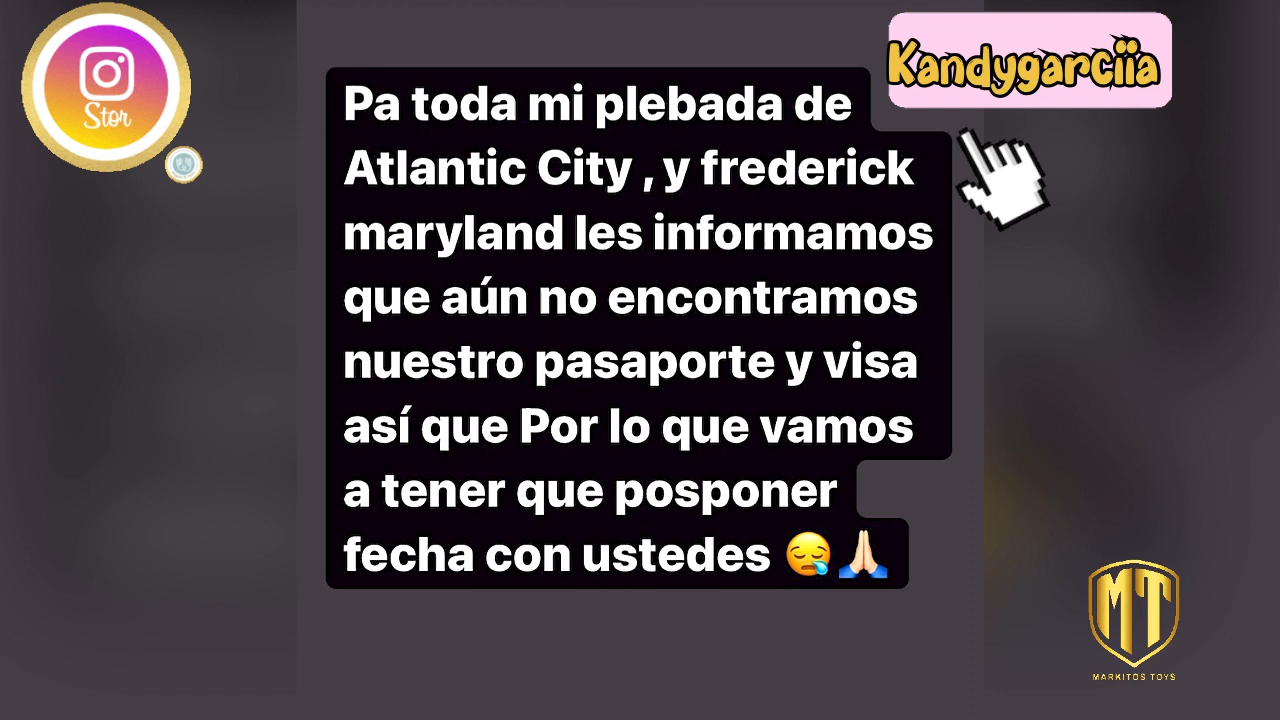 Stor
Kandygarciïa
Pa toda mi plebada de
Atlantic City , y frederick
maryland les informamos
que aún no encontramos
nuestro pasaporte y visa
así que Por lo que vamos
a tener que posponer
fecha con ustedes 😪🙏🏻
MT
MARKITOS TOYS